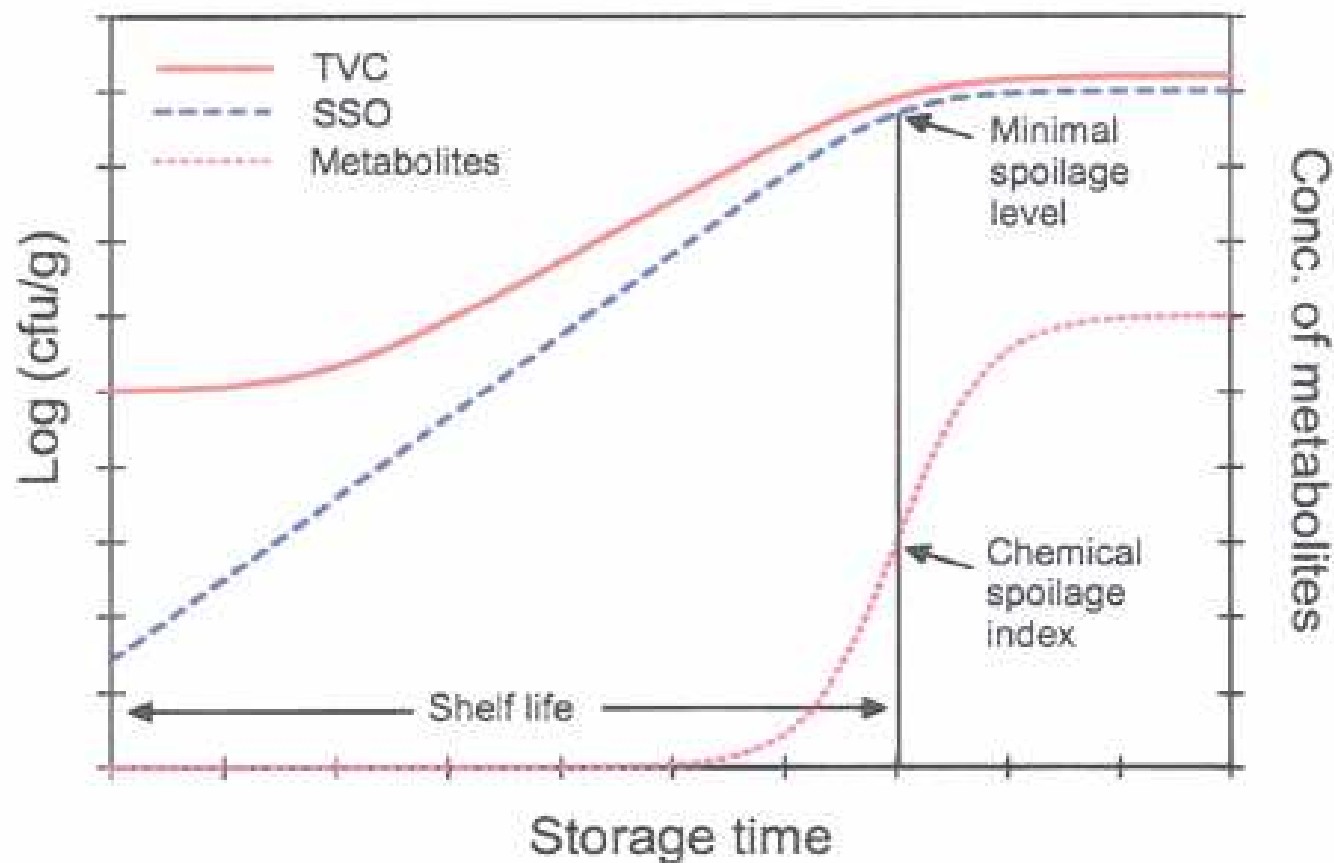 TVC
SSO
Metabolites
Minimal
spoilage
level
Log (cfu/g)
Conc. of metabolites
Chemical
spoilage
index
Shelf life
Storage time